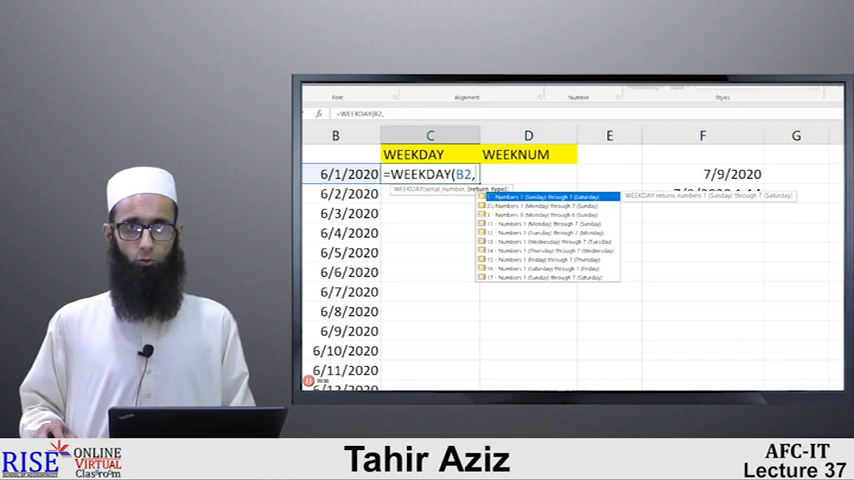 Font
Alignment
Number
Styles
fx
=WEEKDAY(B2,
B C D E F G
WEEKDAY WEEKNUM
6/1/2020 =WEEKDAY(B2, 7/9/2020
WEEKDAY(serial_number, [return_type])
6/2/2020
1 - Numbers 1 (Sunday) through 7 (Saturday)
WEEKDAY returns numbers 1 (Sunday) through 7 (Saturday)
2 - Numbers 1 (Monday) through 7 (Sunday)
6/3/2020
3 - Numbers 0 (Monday) through 6 (Sunday)
11 - Numbers 1 (Monday) through 7 (Sunday)
6/4/2020
12 - Numbers 1 (Tuesday) through 7 (Monday)
13 - Numbers 1 (Wednesday) through 7 (Tuesday)
6/5/2020
14 - Numbers 1 (Thursday) through 7 (Wednesday)
15 - Numbers 1 (Friday) through 7 (Thursday)
6/6/2020
16 - Numbers 1 (Saturday) through 7 (Friday)
17 - Numbers 1 (Sunday) through 7 (Saturday)
6/7/2020
6/8/2020
6/9/2020
6/10/2020
6/11/2020
6/12/2020
RISE
SCHOOL OF ACCOUNTANCY
ONLINE
VIRTUAL
Classroom
Tahir Aziz
AFC-IT
Lecture 37